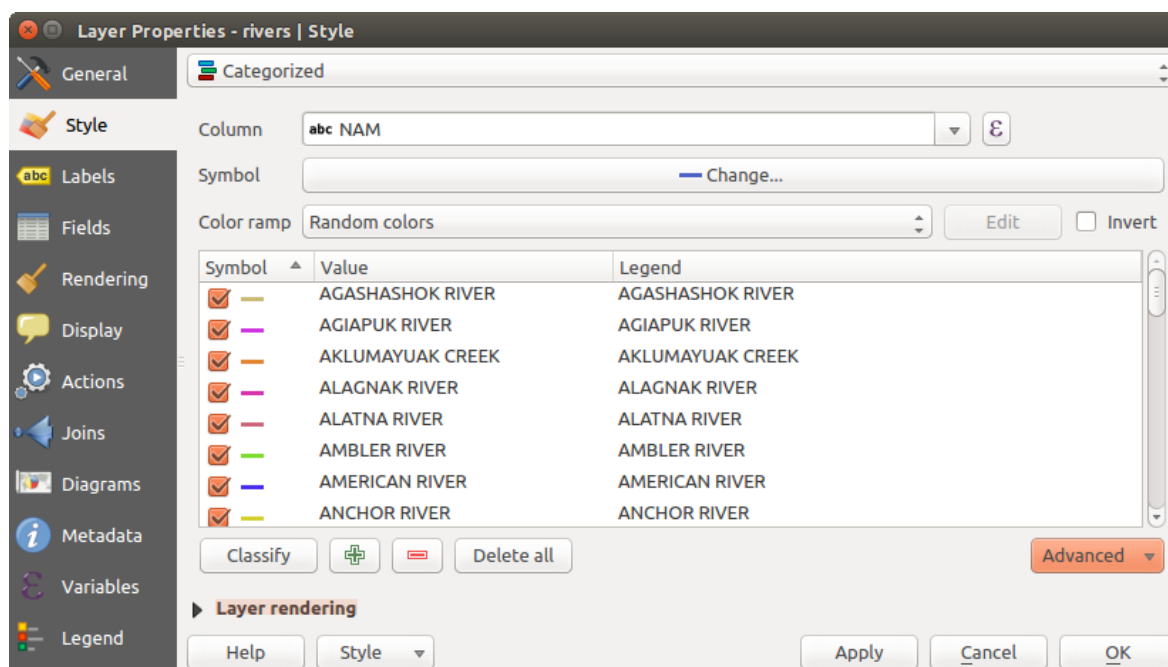 Layer Properties - rivers | Style
General
Style
abc Labels
Fields
Rendering
Display
Actions
Joins
Diagrams
Metadata
Variables
Legend
Categorized
Column abc NAM ε
Symbol Change...
Color ramp Random colors Edit Invert
Symbol Value Legend
AGASHASHOK RIVER AGASHASHOK RIVER
AGIAPUK RIVER AGIAPUK RIVER
AKLUMAYUAK CREEK AKLUMAYUAK CREEK
ALAGNAK RIVER ALAGNAK RIVER
ALATNA RIVER ALATNA RIVER
AMBLER RIVER AMBLER RIVER
AMERICAN RIVER AMERICAN RIVER
ANCHOR RIVER ANCHOR RIVER
Classify Delete all Advanced
Layer rendering
Help Style Apply Cancel OK